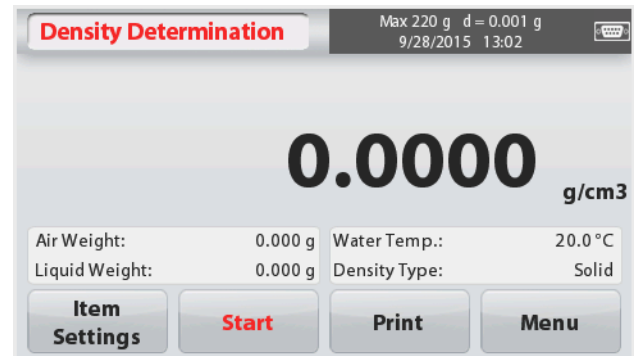 Density Determination
Max 220 g d = 0.001 g
9/28/2015 13:02
0.0000
g/cm3
Air Weight: 0.000 g
Liquid Weight: 0.000 g
Water Temp.: 20.0 °C
Density Type: Solid
Item
Settings
Start
Print
Menu